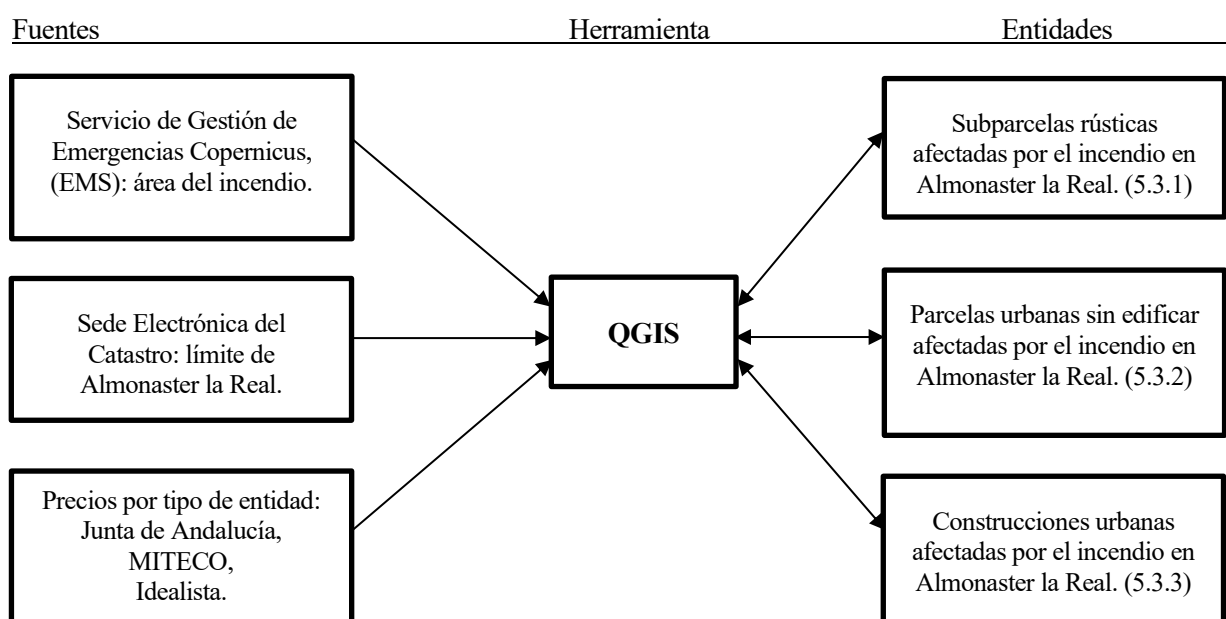 Fuentes
Herramienta
Entidades
Servicio de Gestión de
Emergencias Copernicus,
(EMS): área del incendio.
Sede Electrónica del
Catastro: límite de
Almonaster la Real.
Precios por tipo de entidad:
Junta de Andalucía,
MITECO,
Idealista.
QGIS
Subparcelas rústicas
afectadas por el incendio en
Almonaster la Real. (5.3.1)
Parcelas urbanas sin edificar
afectadas por el incendio en
Almonaster la Real. (5.3.2)
Construcciones urbanas
afectadas por el incendio en
Almonaster la Real. (5.3.3)